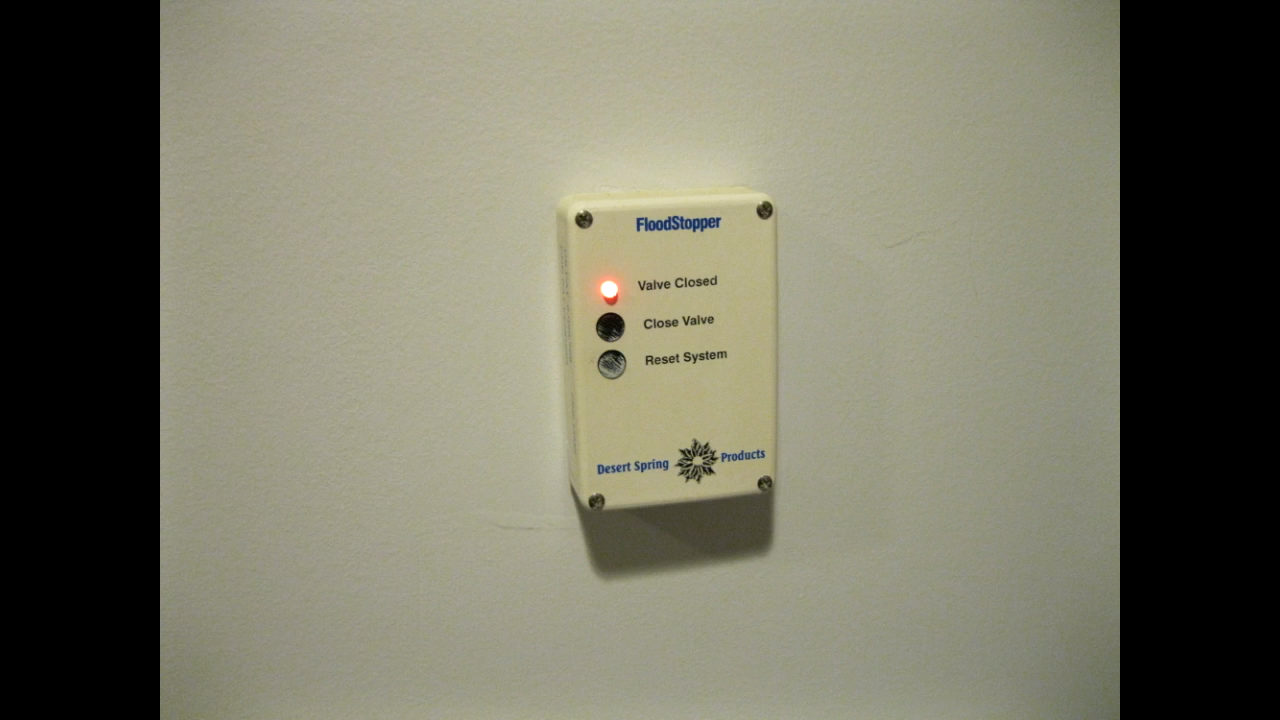 FloodStopper
Valve Closed
Close Valve
Reset System
Desert Spring Products